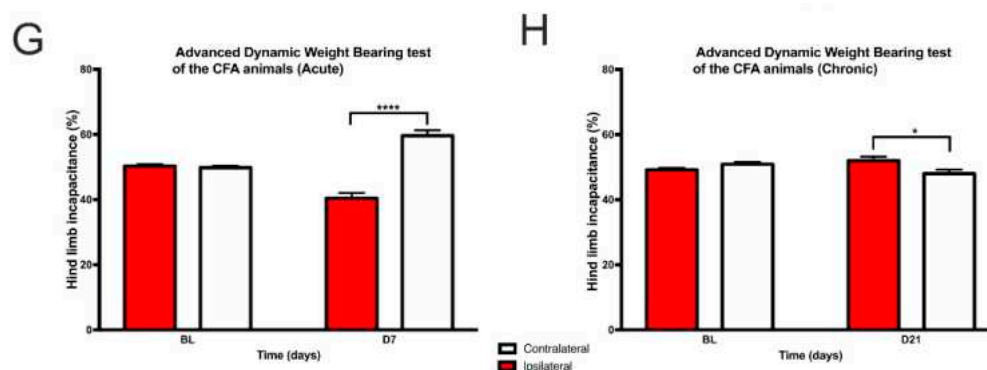 G
Advanced Dynamic Weight Bearing test
of the CFA animals (Acute)
Hind limb incapacitance (%)
80
60
40
20
0
****
BL
D7
Time (days)
Contralateral
Ipsilateral
H
Advanced Dynamic Weight Bearing test
of the CFA animals (Chronic)
Hind limb incapacitance (%)
80
60
40
20
0
*
BL
D21
Time (days)